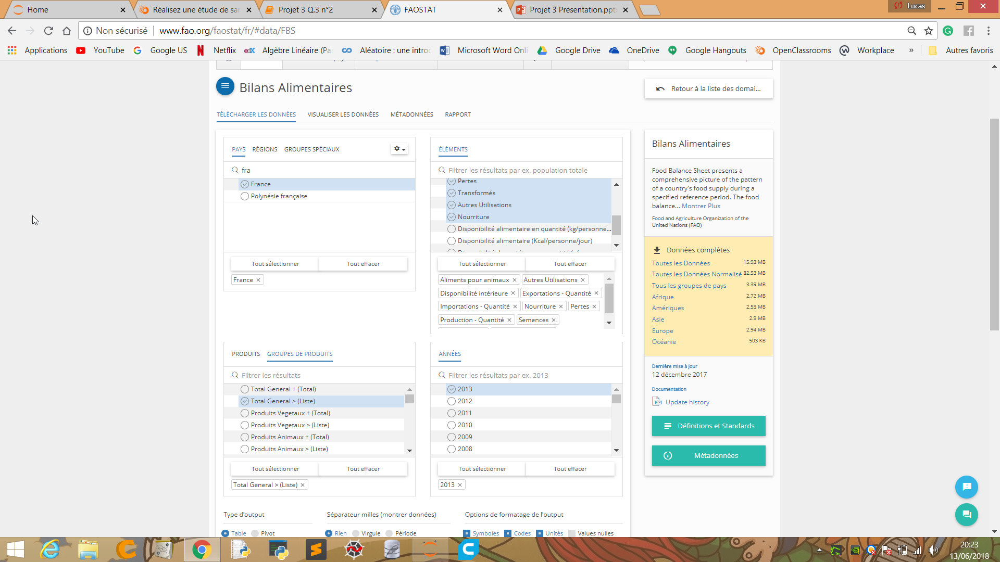 Home
Réalisez une étude de sa
Projet 3 Q.3 n°2
FAOSTAT
Projet 3 Présentation.ppt
Lucas
Non sécurisé
www.fao.org/faostat/fr/#data/FBS
Applications
YouTube
Google US
Netflix
Algèbre Linéaire (Par
Aléatoire : une introd
Microsoft Word Onli
Google Drive
OneDrive
Google Hangouts
OpenClassrooms
Workplace
»
Autres favoris
Bilans Alimentaires
Retour à la liste des domai...
TÉLÉCHARGER LES DONNÉES
VISUALISER LES DONNÉES
MÉTADONNÉES
RAPPORT
PAYS
RÉGIONS
GROUPES SPÉCIAUX
fra
France
Polynésie française
Tout sélectionner
Tout effacer
France ×
ÉLÉMENTS
Filtrer les résultats par ex. population totale
Pertes
Transformés
Autres Utilisations
Nourriture
Disponibilité alimentaire en quantité (kg/personne...
Disponibilité alimentaire (Kcal/personne/jour)
Tout sélectionner
Tout effacer
Aliments pour animaux × Autres Utilisations ×
Disponibilité intérieure × Exportations - Quantité ×
Importations - Quantité × Nourriture × Pertes ×
Production - Quantité × Semences ×
PRODUITS
GROUPES DE PRODUITS
Filtrer les résultats
Total General + (Total)
Total General > (Liste)
Produits Vegetaux + (Total)
Produits Vegetaux > (Liste)
Produits Animaux + (Total)
Produits Animaux > (Liste)
Tout sélectionner
Tout effacer
Total General > (Liste) ×
ANNÉES
Filtrer les résultats par ex. 2013
2013
2012
2011
2010
2009
2008
Tout sélectionner
Tout effacer
2013 ×
Type d'output
Table
Pivot
Séparateur milles (montrer données)
Rien
Virgule
Période
Options de formatage de l'output
Symboles
Codes
Unités
Values nulles
Bilans Alimentaires
Food Balance Sheet presents a
comprehensive picture of the pattern
of a country's food supply during a
specified reference period. The food
balance... Montrer Plus
Food and Agriculture Organization of the
United Nations (FAO)
Données complètes
Toutes les Données 15.93 MB
Toutes les Données Normalisé 82.53 MB
Tous les groupes de pays 3.39 MB
Afrique 2.72 MB
Amériques 2.53 MB
Asie 2.9 MB
Europe 2.94 MB
Océanie 503 KB
Dernière mise à jour
12 décembre 2017
Documentation
Update history
Définitions et Standards
Métadonnées
20:23
13/06/2018